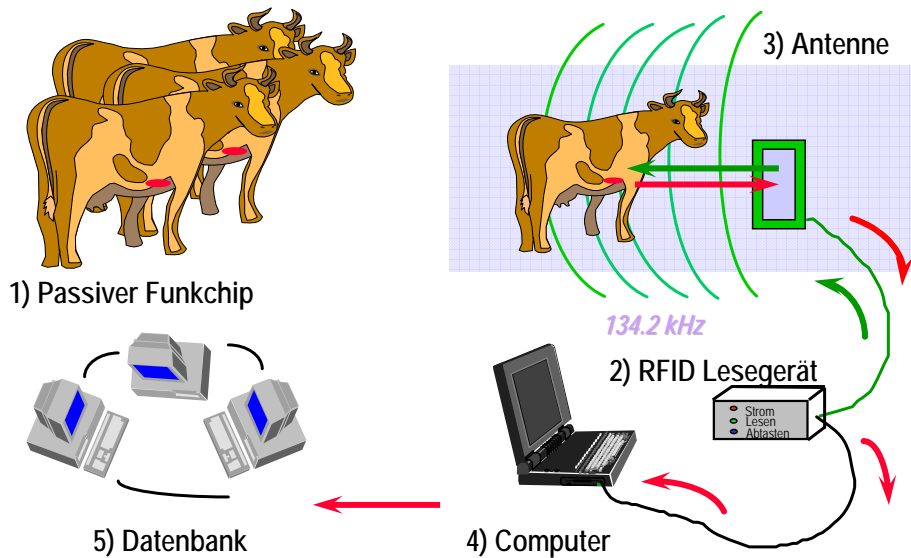 3) Antenne
1) Passiver Funkchip
134.2 kHz
2) RFID Lesegerät
Strom
Lesen
Abtasten
5) Datenbank
4) Computer